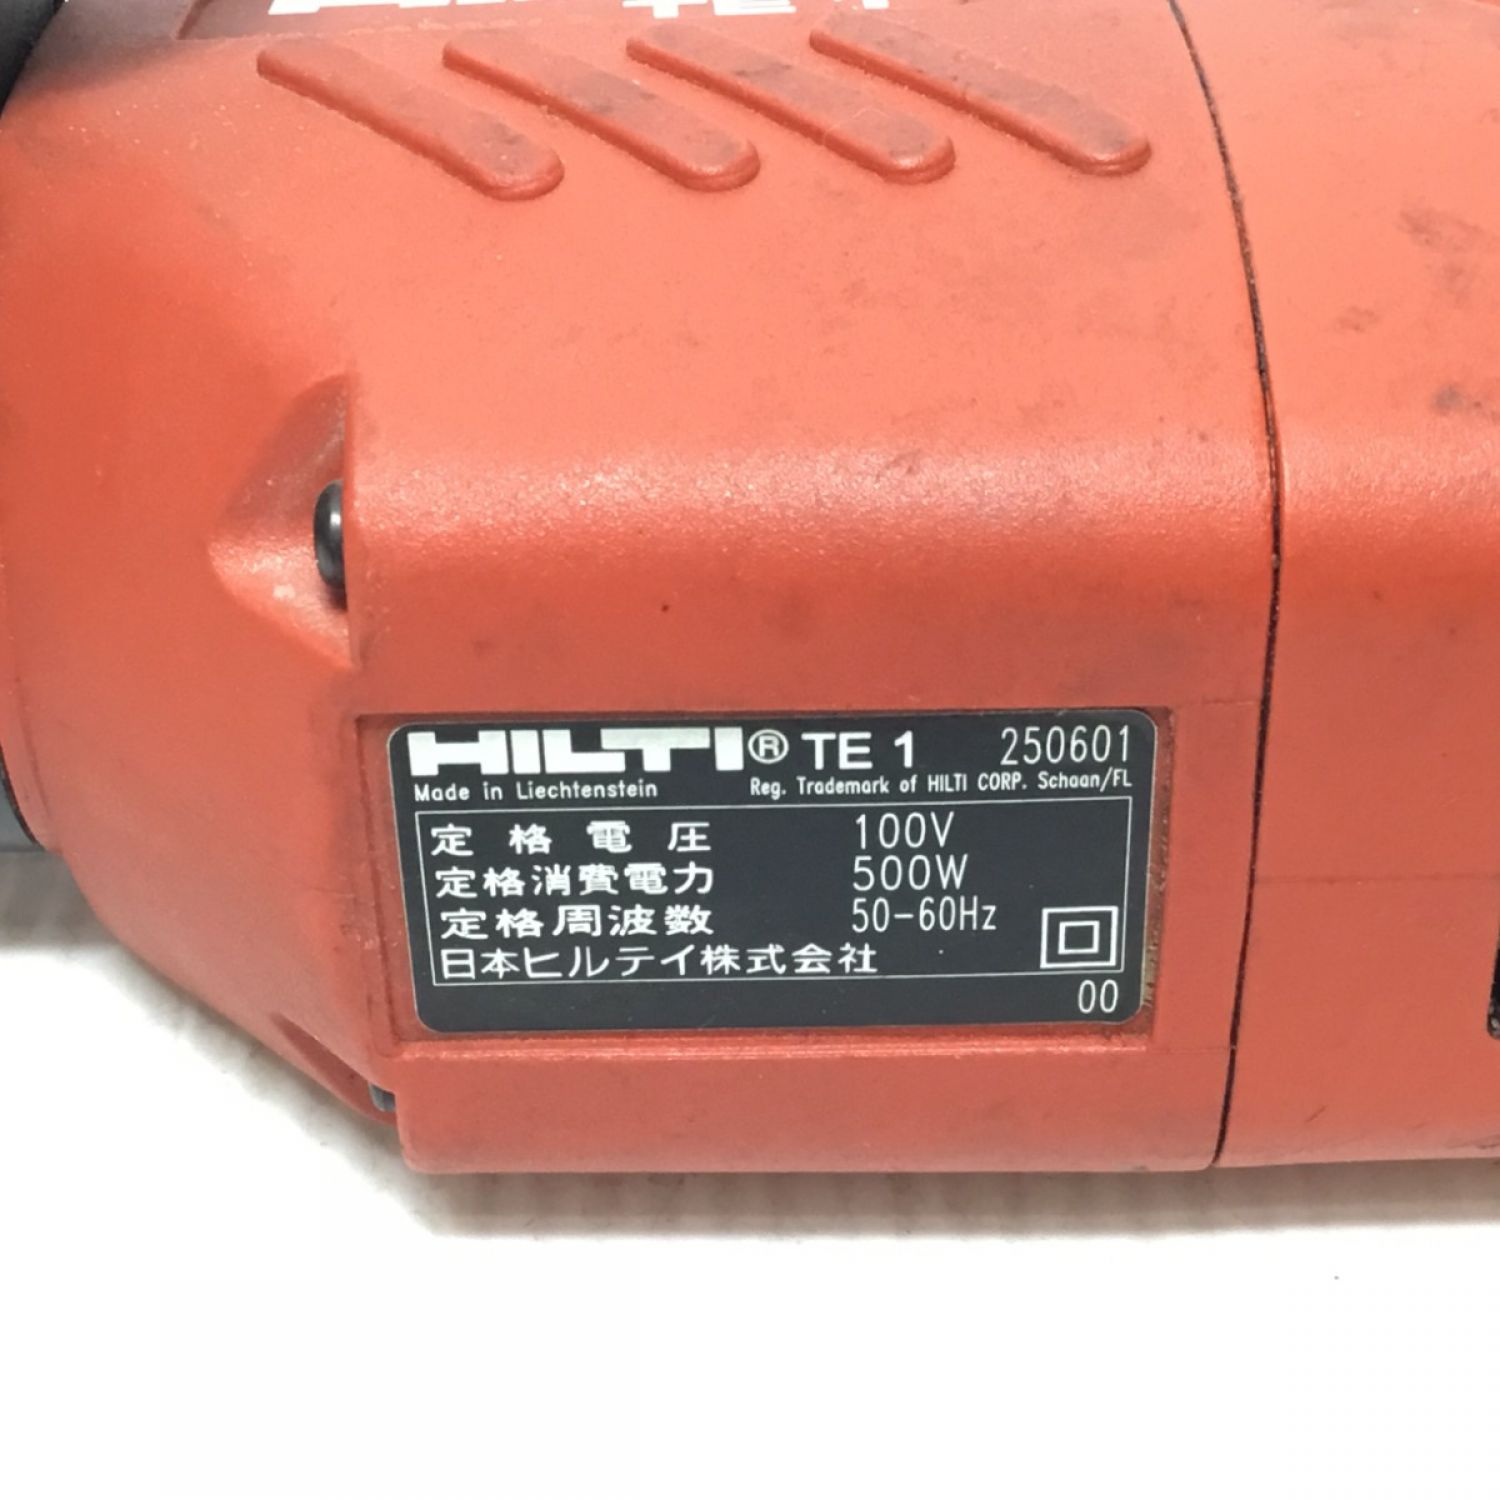 HILTI® TE 1 250601
Made in Liechtenstein Reg. Trademark of HILTI CORP. Schaan/FL
定格電圧 100V
定格消費電力 500W
定格周波数 50-60Hz
日本ヒルティ株式会社
00